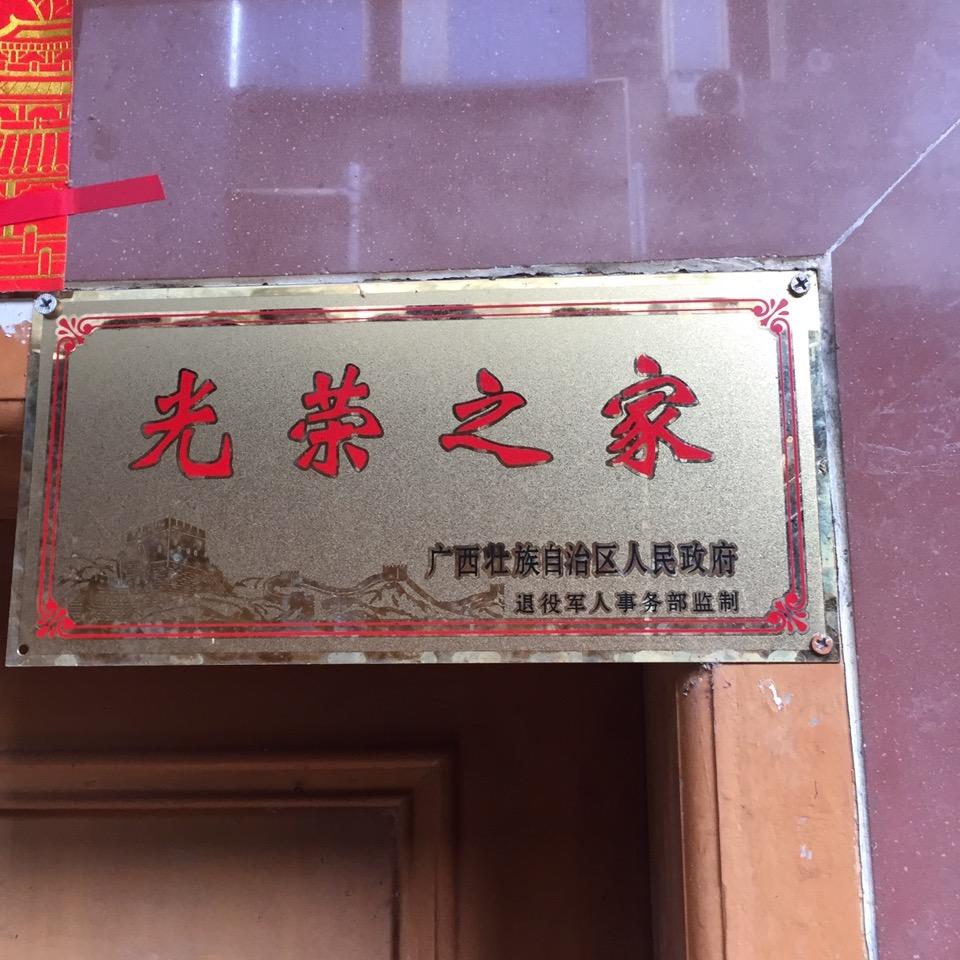 光荣之家
广西壮族自治区人民政府
退役军人事务部监制